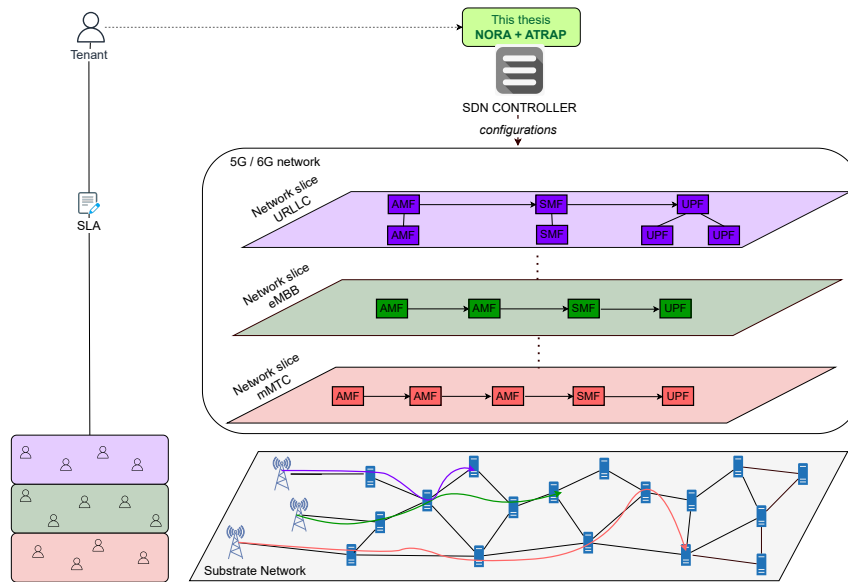 This thesis
NORA + ATRAP
Tenant
SDN CONTROLLER
configurations
5G / 6G network
Network slice
URLLC
AMF
SMF
UPF
AMF
SMF
UPF
UPF
SLA
Network slice
eMBB
AMF
AMF
SMF
UPF
Network slice
mMTC
AMF
AMF
AMF
SMF
UPF
Substrate Network